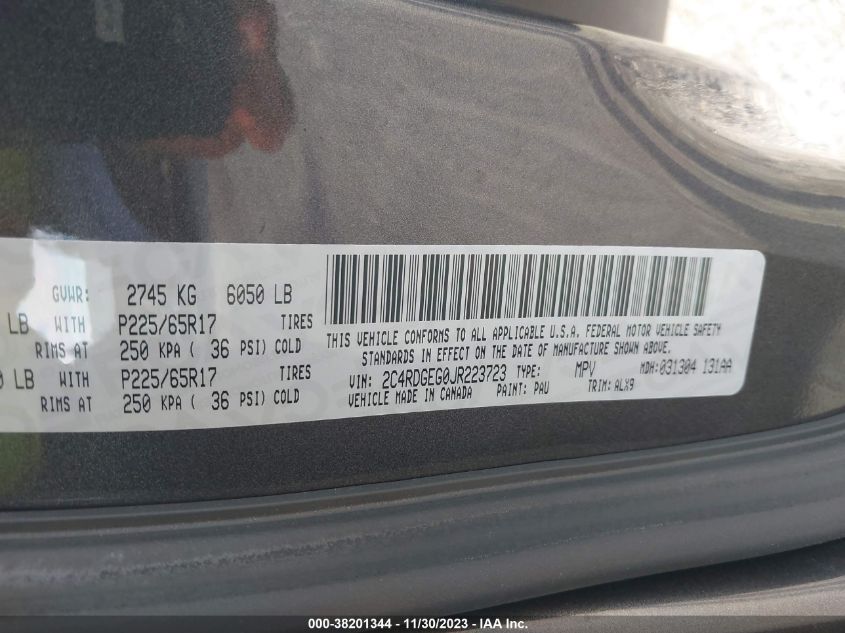 GVWR: 2745 KG 6050 LB
LB WITH P225/65R17 TIRES
RIMS AT 250 KPA ( 36 PSI) COLD
0 LB WITH P225/65R17 TIRES
RIMS AT 250 KPA ( 36 PSI) COLD
THIS VEHICLE CONFORMS TO ALL APPLICABLE U.S.A. FEDERAL MOTOR VEHICLE SAFETY
STANDARDS IN EFFECT ON THE DATE OF MANUFACTURE SHOWN ABOVE.
VIN: 2C4RDGEG0JR223723 TYPE: MPV MDH:031304 131AA
VEHICLE MADE IN CANADA PAINT: PAU TRIM: ALX9
000-38201344 - 11/30/2023 - IAA Inc.